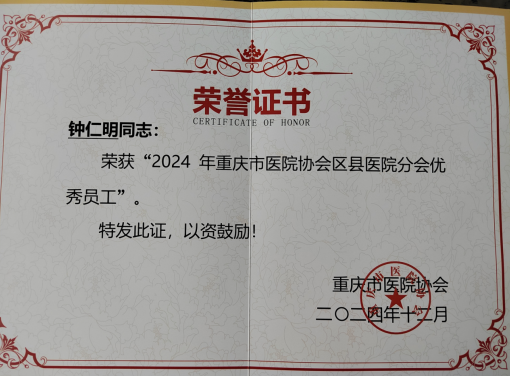 荣誉证书
CERTIFICATE OF HONOR
钟仁明同志：
荣获“2024 年重庆市医院协会区县医院分会优
秀员工”。
特发此证，以资鼓励！
重庆市医院协会
二〇二四年十二月